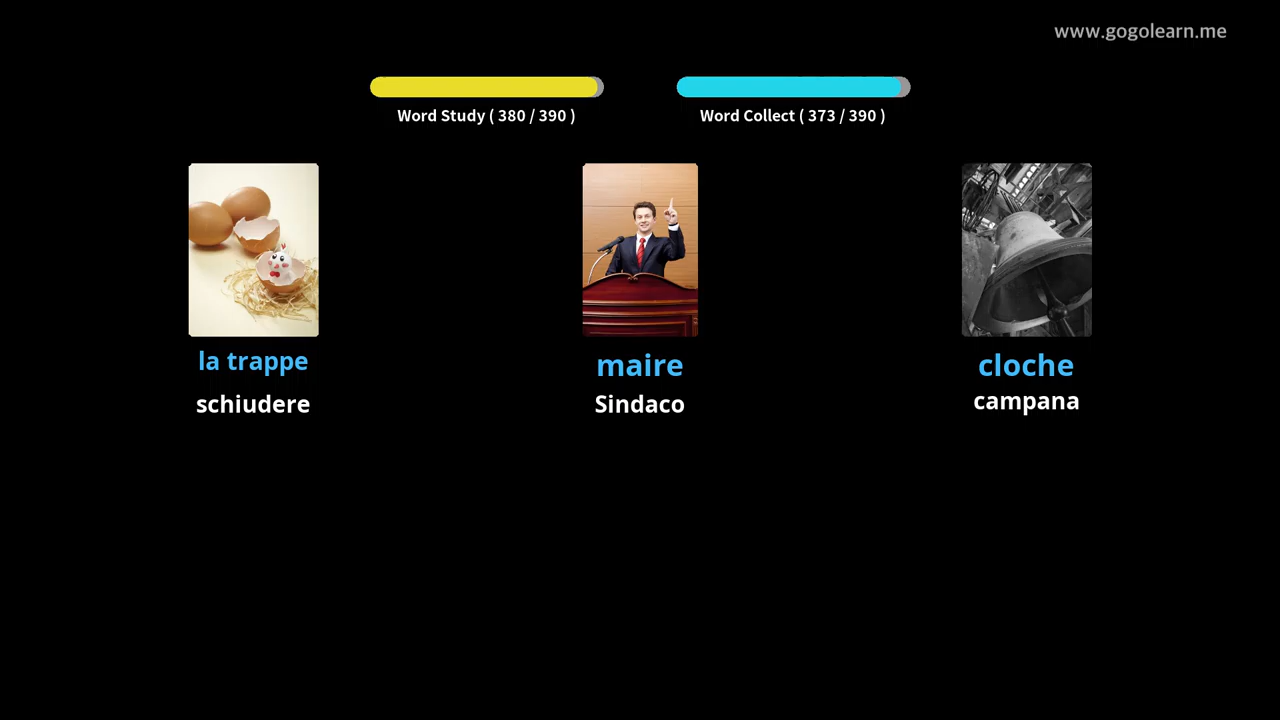 www.gogolearn.me
Word Study ( 380 / 390 )
Word Collect ( 373 / 390 )
la trappe
maire
cloche
schiudere
Sindaco
campana